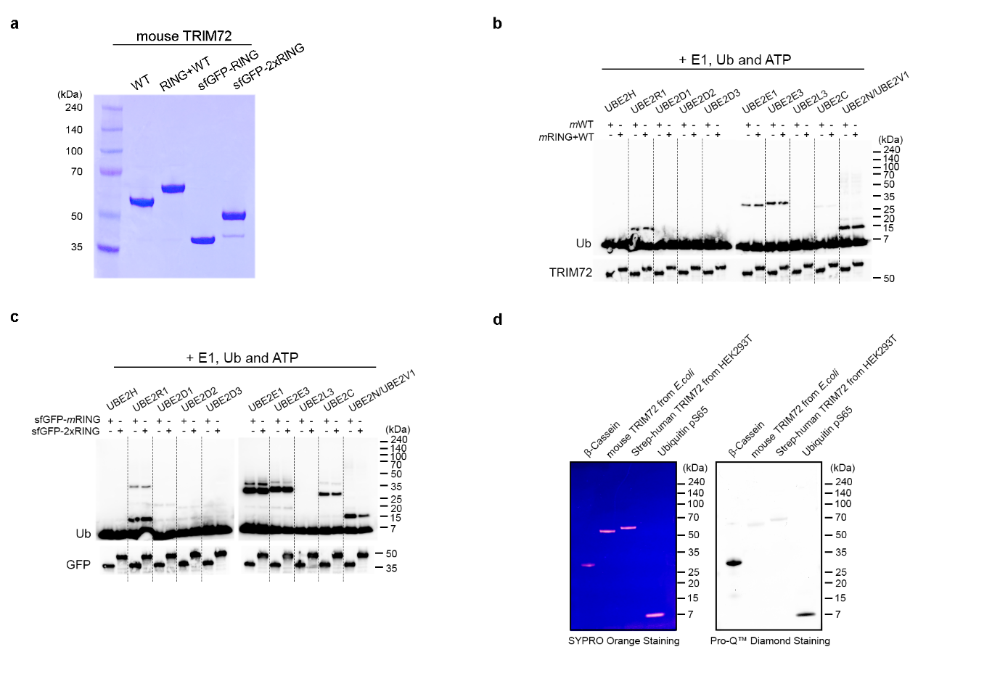 a
mouse TRIM72
WT
RING+WT
sfGFP-RING
sfGFP-2xRING
(kDa)
240
140
100
70
50
35
b
+ E1, Ub and ATP
UBE2H
UBE2R1
UBE2D1
UBE2D2
UBE2D3
UBE2E1
UBE2E3
UBE2L3
UBE2C
UBE2N/UBE2V1
mWT + - + - + - + - + - + - + - + - + - + -
mRING+WT - + - + - + - + - + - + - + - + - + - +
(kDa)
240
140
100
70
50
35
25
20
15
7
Ub
TRIM72
50
c
+ E1, Ub and ATP
UBE2H
UBE2R1
UBE2D1
UBE2D2
UBE2D3
UBE2E1
UBE2E3
UBE2L3
UBE2C
UBE2N/UBE2V1
sfGFP-mRING + - + - + - + - + - + - + - + - + - + -
sfGFP-2xRING - + - + - + - + - + - + - + - + - + - +
(kDa)
240
140
100
70
50
35
25
20
15
7
Ub
GFP
50
35
d
β-Cassein
mouse TRIM72 from E.coli
Strep-human TRIM72 from HEK293T
Ubiquitin pS65
(kDa)
240
140
100
70
50
35
25
20
15
7
SYPRO Orange Staining
β-Cassein
mouse TRIM72 from E.coli
Strep-human TRIM72 from HEK293T
Ubiquitin pS65
(kDa)
240
140
100
70
50
35
25
20
15
7
Pro-Q™ Diamond Staining